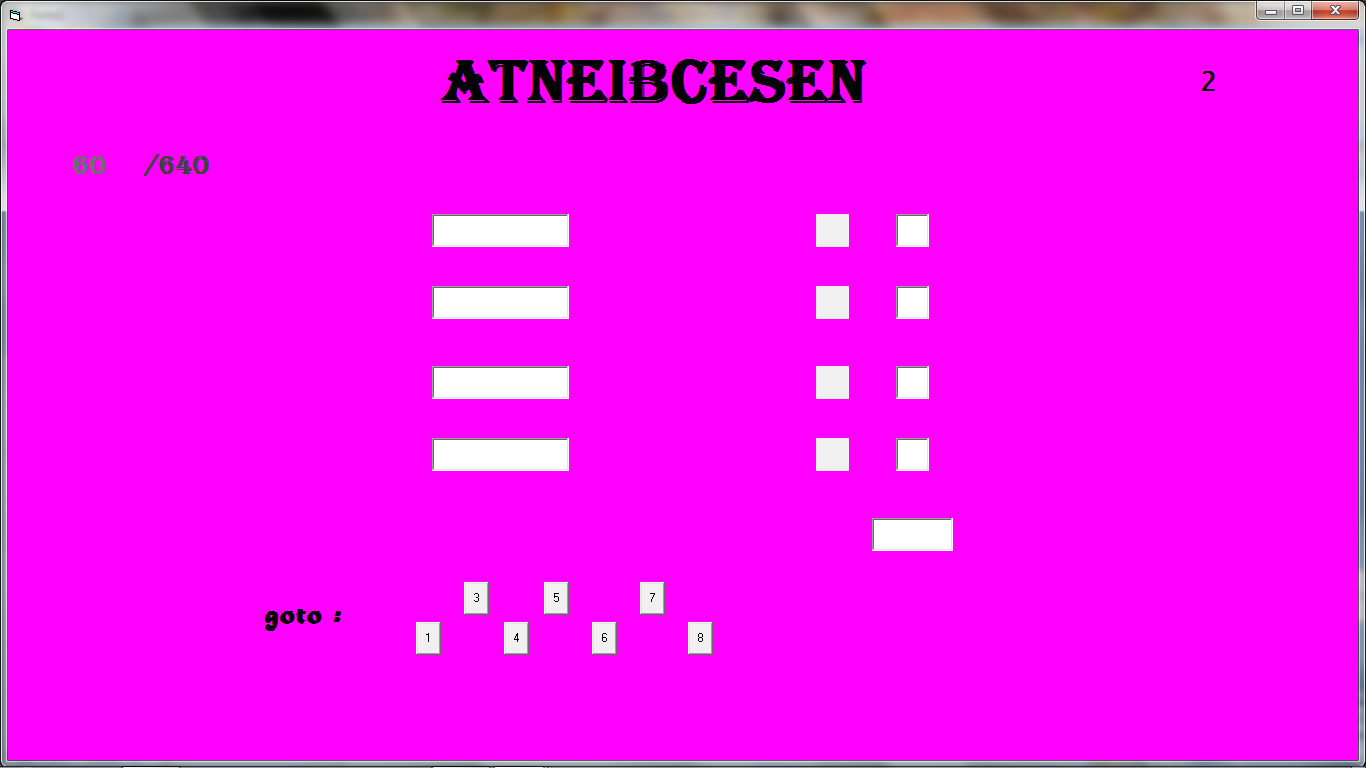 ATNEIBCESEN
2
60 /640
3 5 7
goto :
1 4 6 8